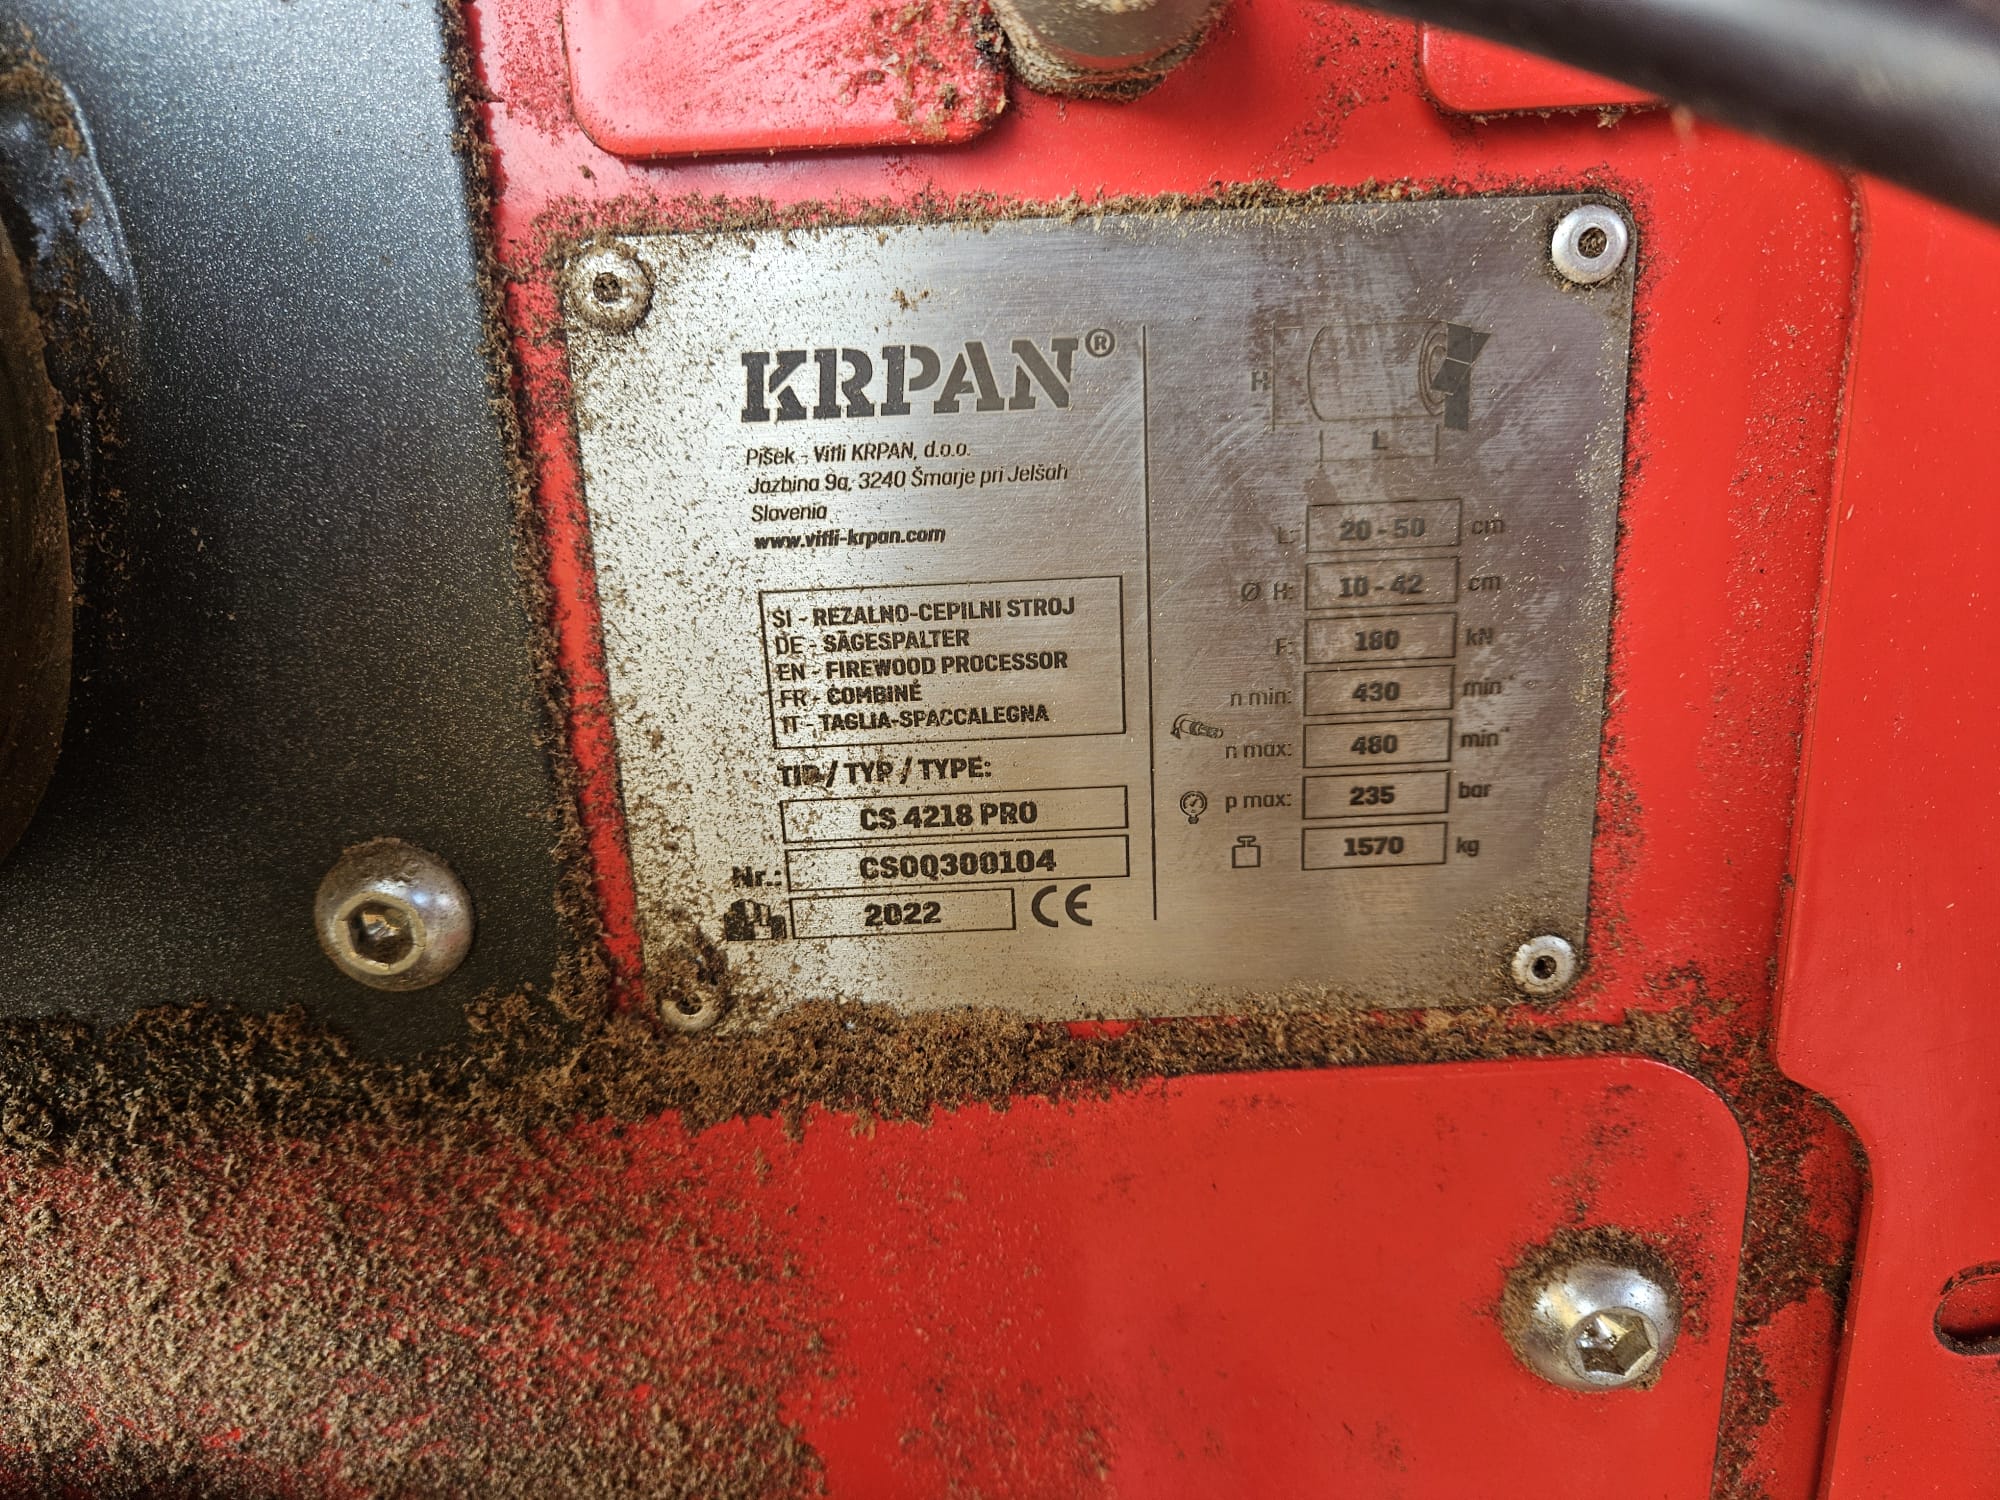 KRPAN®
Pišek - Vitli KRPAN, d.o.o.
Jazbina 9a, 3240 Šmarje pri Jelšah
Slovenia
www.vitli-krpan.com
SI - REZALNO-CEPILNI STROJ
DE - SÄGESPALTER
EN - FIREWOOD PROCESSOR
FR - COMBINÉ
IT - TAGLIA-SPACCALEGNA
TIP / TYP / TYPE:
CS 4218 PRO
Nr.: CS0Q300104
2022 CE
H
L
L: 20 - 50 cm
Ø H: 10 - 42 cm
F: 180 kN
n min: 430 min⁻¹
n max: 480 min⁻¹
p max: 235 bar
1570 kg